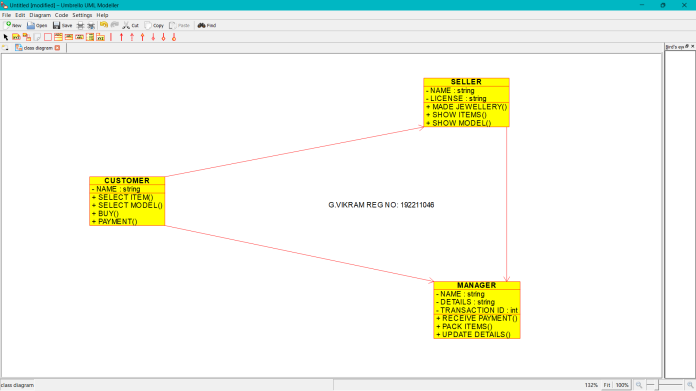 Untitled [modified] - Umbrello UML Modeller
File Edit Diagram Code Settings Help
New Open Save Cut Copy Paste Find
class diagram
Bird's eye
SELLER
- NAME : string
- LICENSE : string
+ MADE JEWELLERY()
+ SHOW ITEMS()
+ SHOW MODEL()
CUSTOMER
- NAME : string
+ SELECT ITEM()
+ SELECT MODEL()
+ BUY()
+ PAYMENT()
G.VIKRAM REG NO: 192211046
MANAGER
- NAME : string
- DETAILS : string
- TRANSACTION ID : int
+ RECEIVE PAYMENT()
+ PACK ITEMS()
+ UPDATE DETAILS()
class diagram
132% Fit 100%